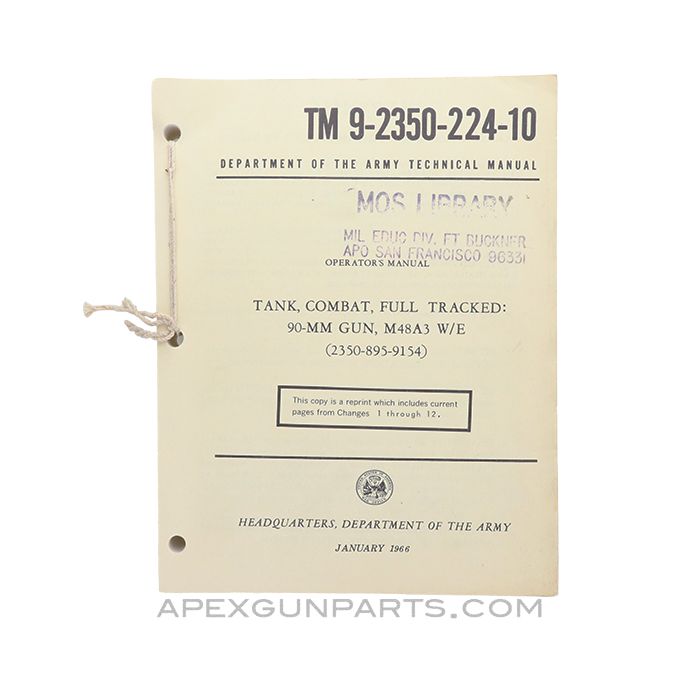 TM 9-2350-224-10
DEPARTMENT OF THE ARMY TECHNICAL MANUAL
MOS LIBRARY
MIL EDUC DIV. FT BUCKNER
APO SAN FRANCISCO 96331
OPERATOR'S MANUAL
TANK, COMBAT, FULL TRACKED:
90-MM GUN, M48A3 W/E
(2350-895-9154)
This copy is a reprint which includes current
pages from Changes 1 through 12.
HEADQUARTERS, DEPARTMENT OF THE ARMY
JANUARY 1966
APEXGUNPARTS.COM